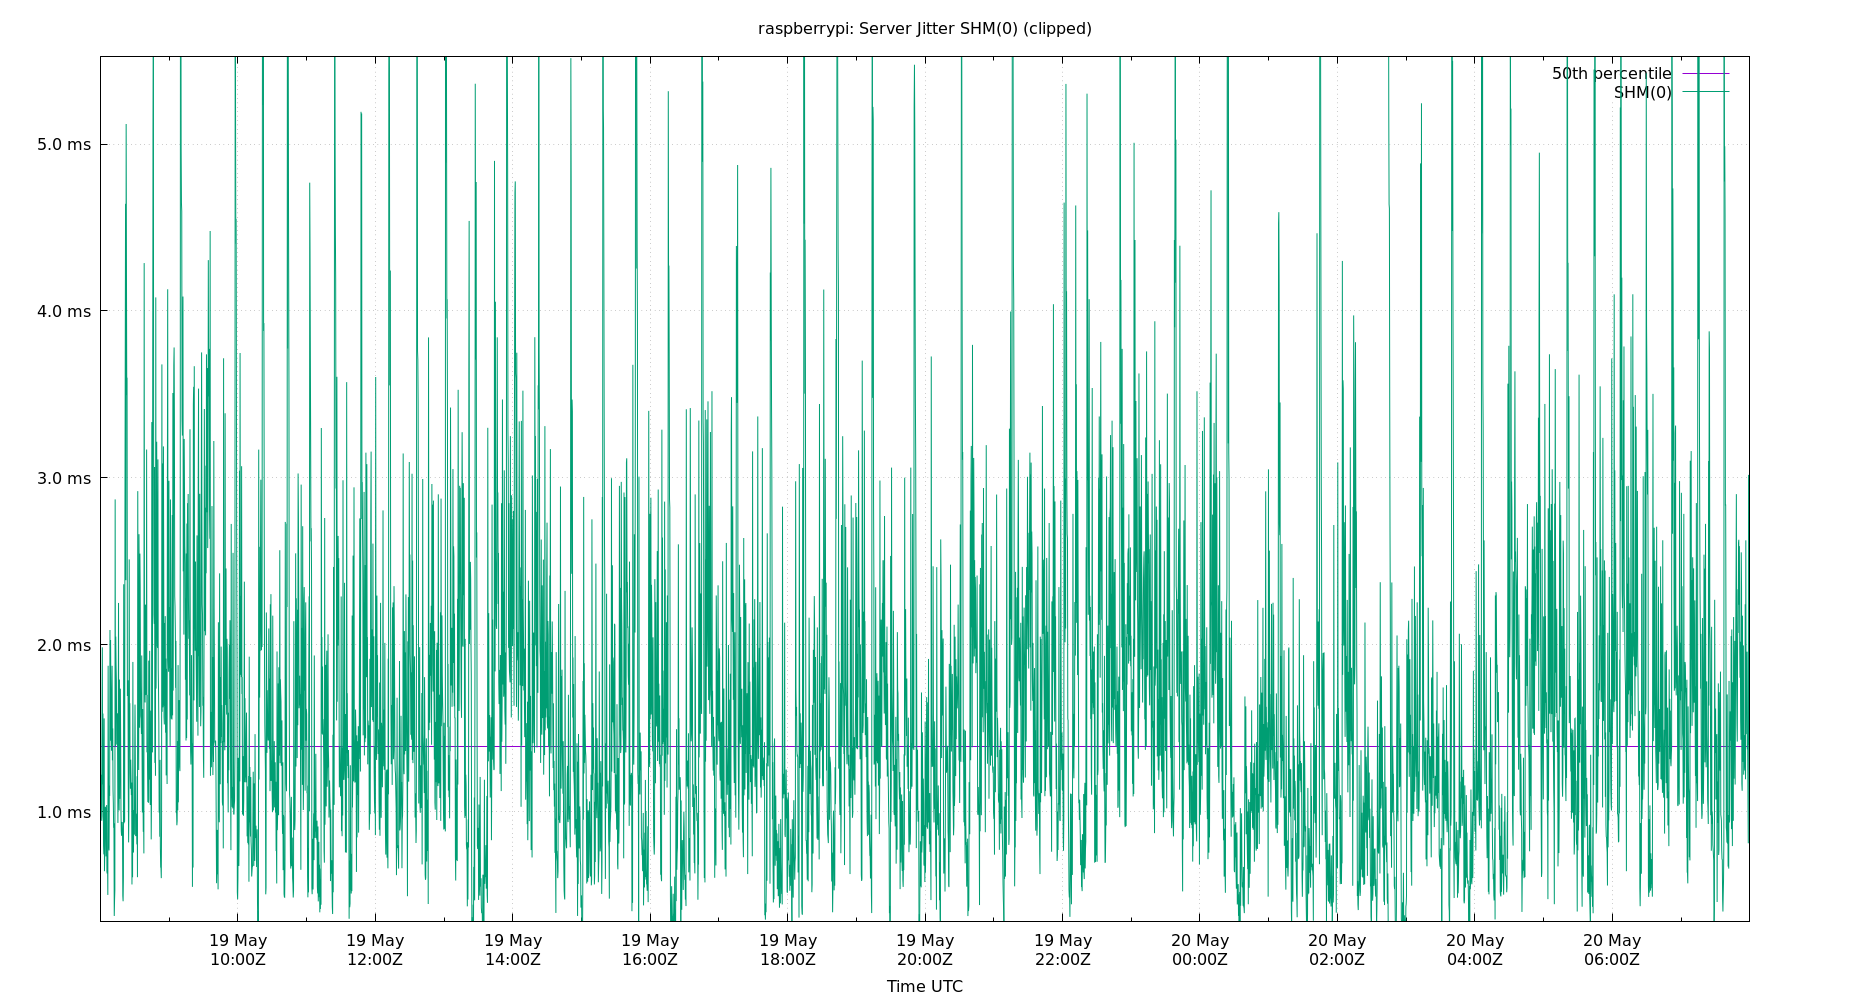 raspberrypi: Server Jitter SHM(0) (clipped)
50th percentile
SHM(0)
5.0 ms
4.0 ms
3.0 ms
2.0 ms
1.0 ms
19 May 19 May 19 May 19 May 19 May 19 May 19 May 20 May 20 May 20 May 20 May
10:00Z 12:00Z 14:00Z 16:00Z 18:00Z 20:00Z 22:00Z 00:00Z 02:00Z 04:00Z 06:00Z
Time UTC